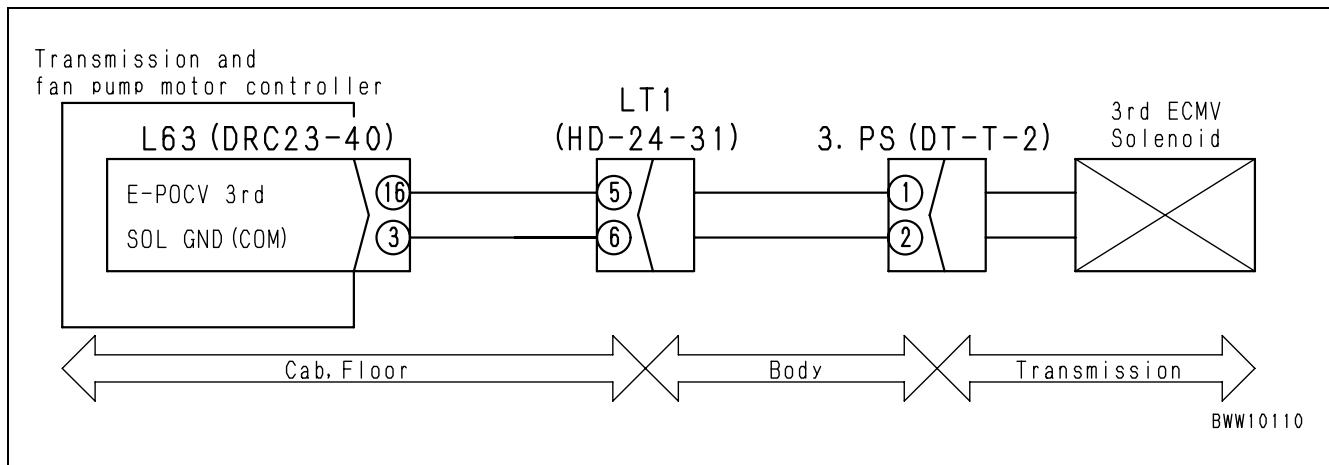 Transmission and
fan pump motor controller
L63 (DRC23-40)
E-POCV 3rd
SOL GND (COM)
16
3
LT1
(HD-24-31)
5
6
3. PS (DT-T-2)
1
2
3rd ECMV
Solenoid
Cab, Floor
Body
Transmission
BWW10110